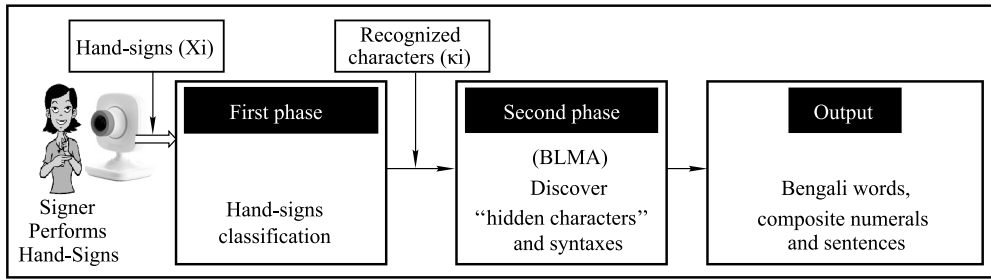 Hand-signs (Xi)
Recognized
characters (κi)
Signer
Performs
Hand-Signs
First phase
Hand-signs
classification
Second phase
(BLMA)
Discover
“hidden characters”
and syntaxes
Output
Bengali words,
composite numerals
and sentences